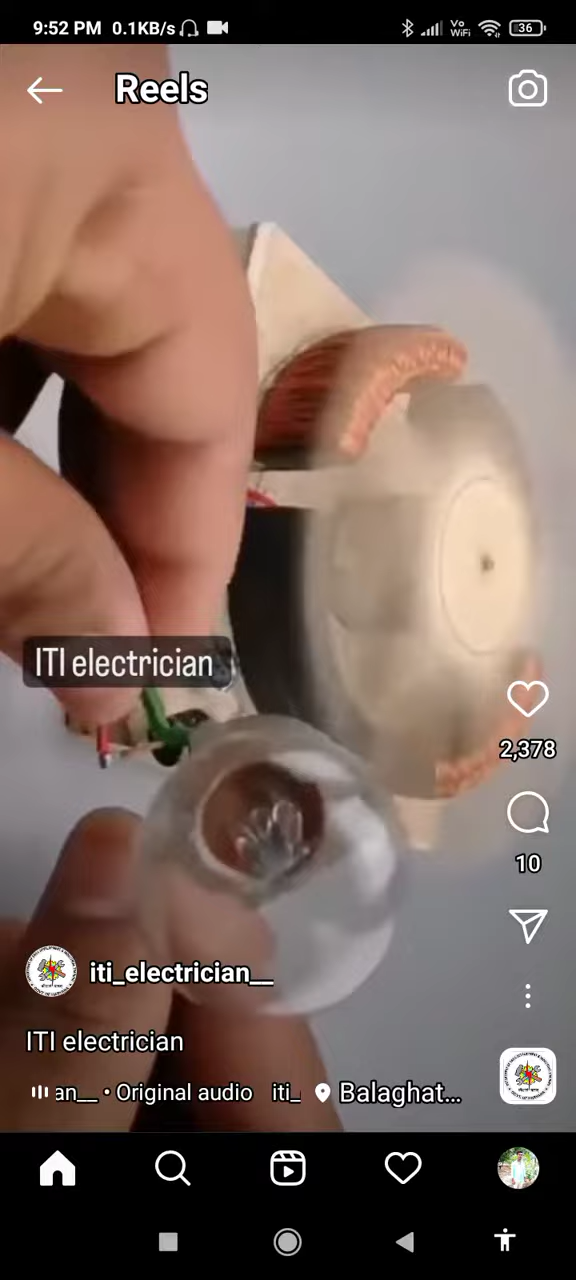 9:52 PM 0.1KB/s Vo WiFi 36
Reels
ITI electrician
2,378
10
iti_electrician__
ITI electrician
an__ • Original audio iti_ Balaghat...